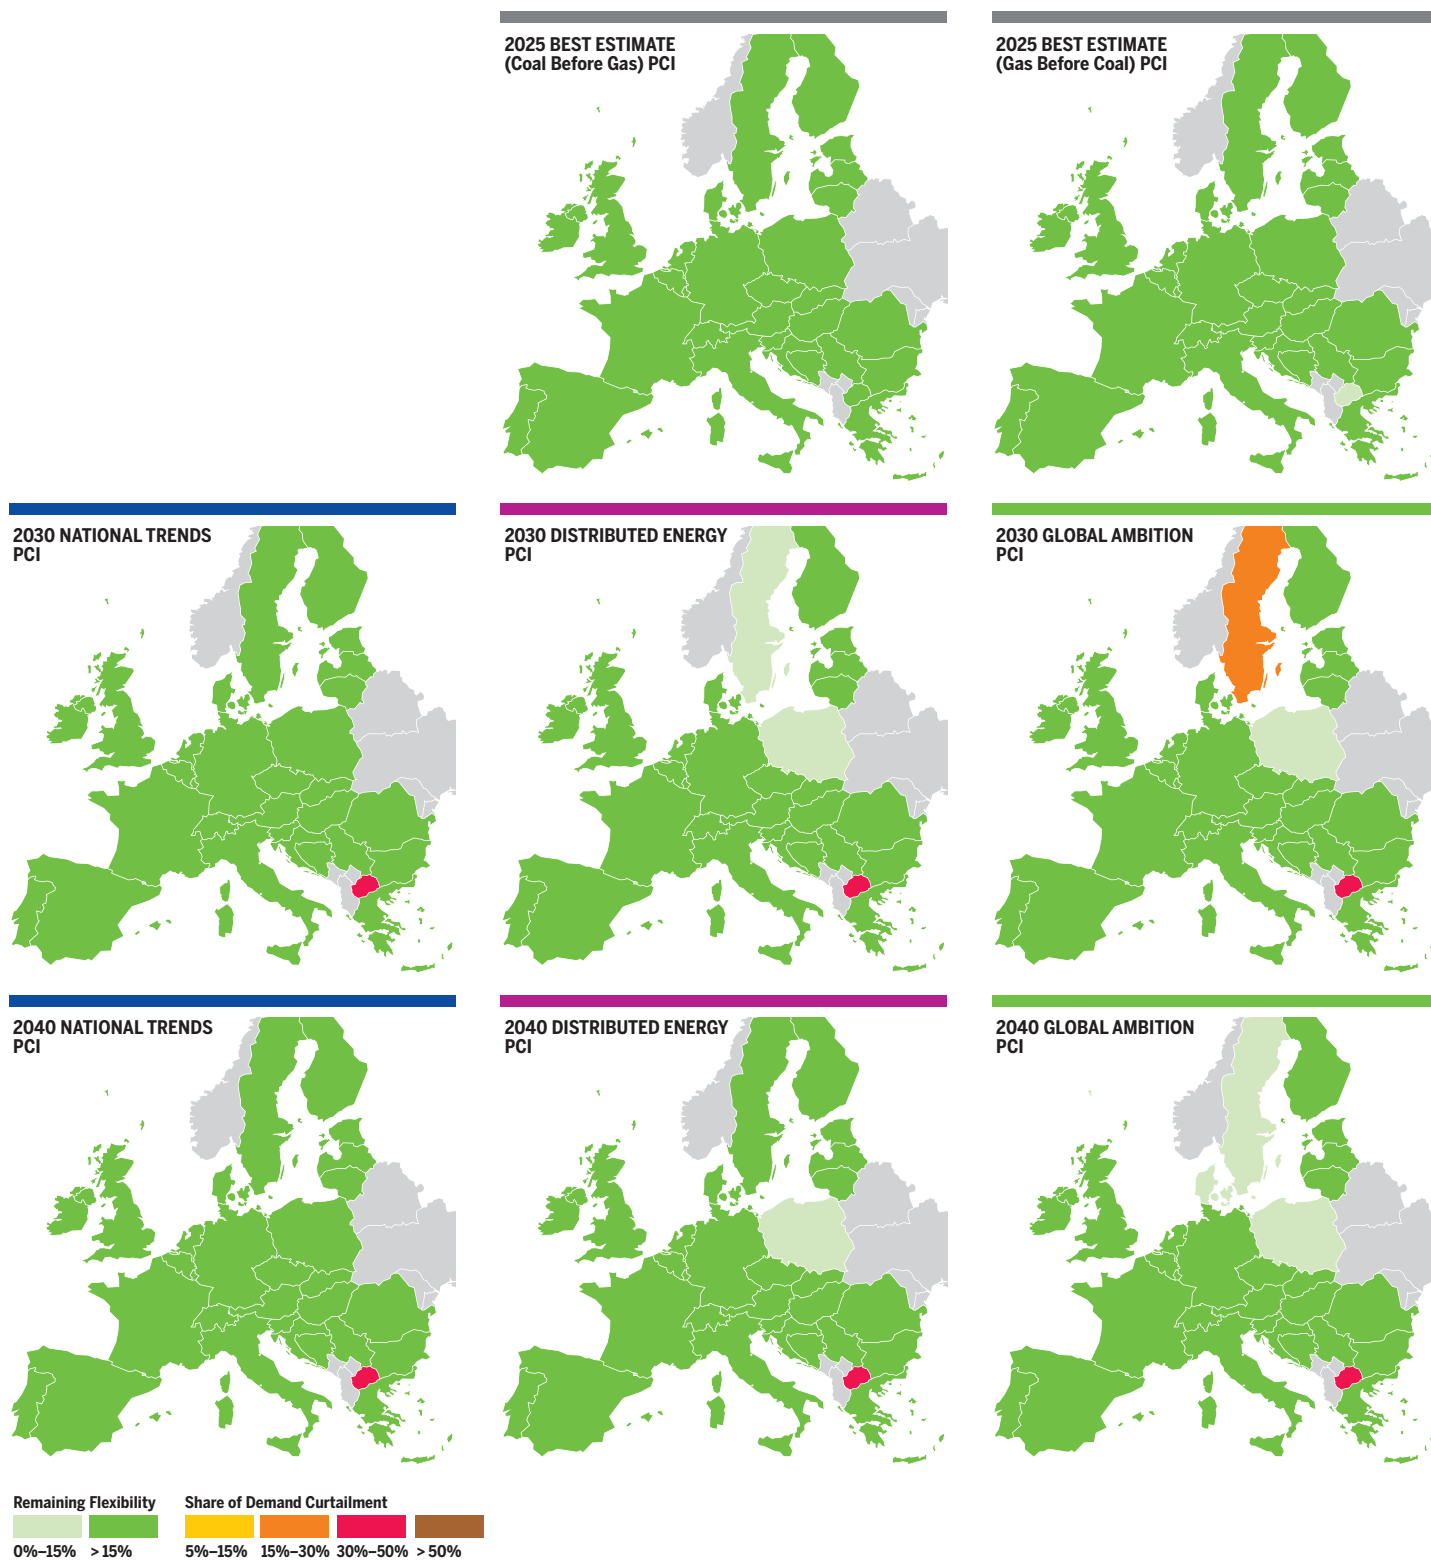 2025 BEST ESTIMATE
(Coal Before Gas) PCI
2025 BEST ESTIMATE
(Gas Before Coal) PCI
2030 NATIONAL TRENDS
PCI
2030 DISTRIBUTED ENERGY
PCI
2030 GLOBAL AMBITION
PCI
2040 NATIONAL TRENDS
PCI
2040 DISTRIBUTED ENERGY
PCI
2040 GLOBAL AMBITION
PCI
Remaining Flexibility
0%–15% > 15%
Share of Demand Curtailment
5%–15% 15%–30% 30%–50% > 50%